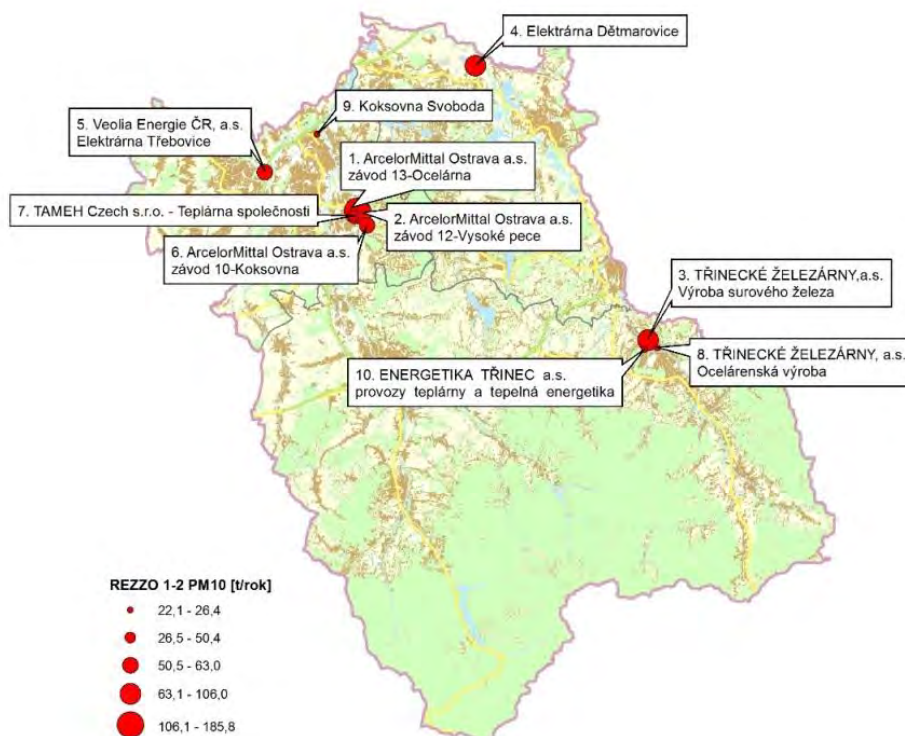 4. Elektrárna Dětmarovice
9. Koksovna Svoboda
5. Veolia Energie ČR, a.s.
Elektrárna Třebovice
1. ArcelorMittal Ostrava a.s.
závod 13-Ocelárna
7. TAMEH Czech s.r.o. - Teplárna společnosti
2. ArcelorMittal Ostrava a.s.
závod 12-Vysoké pece
6. ArcelorMittal Ostrava a.s.
závod 10-Koksovna
3. TŘINECKÉ ŽELEZÁRNY,a.s.
Výroba surového železa
8. TŘINECKÉ ŽELEZÁRNY, a.s.
Ocelárenská výroba
10. ENERGETIKA TŘINEC a.s.
provozy teplárny a tepelná energetika
REZZO 1-2 PM10 [t/rok]
22,1 - 26,4
26,5 - 50,4
50,5 - 63,0
63,1 - 106,0
106,1 - 185,8